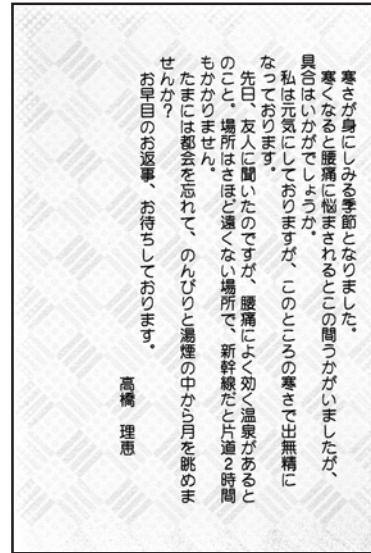 寒さが身にしみる季節となりました。
寒くなると腰痛に悩まされるとこの間うかがいましたが、
具合はいかがでしょうか。
私は元気にしておりますが、このところの寒さで出無精に
なっております。
先日、友人に聞いたのですが、腰痛によく効く温泉があると
のこと。場所はさほど遠くない場所で、新幹線だと片道2時間
もかかりません。
たまには都会を忘れて、のんびりと湯煙の中から月を眺めま
せんか?
お早目のお返事、お待ちしております。
高橋 理恵